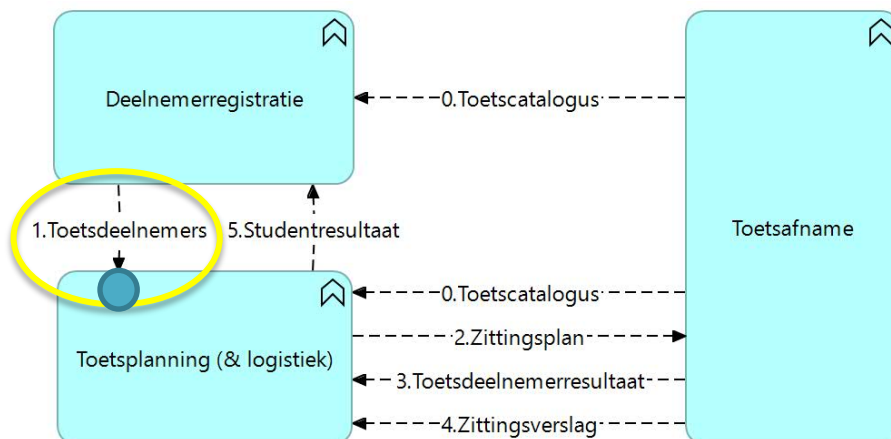 Deelnemerregistratie
0.Toetscatalogus
1.Toetsdeelnemers
5.Studentresultaat
Toetsafname
0.Toetscatalogus
2.Zittingsplan
Toetsplanning (& logistiek)
3.Toetsdeelnemerresultaat
4.Zittingsverslag